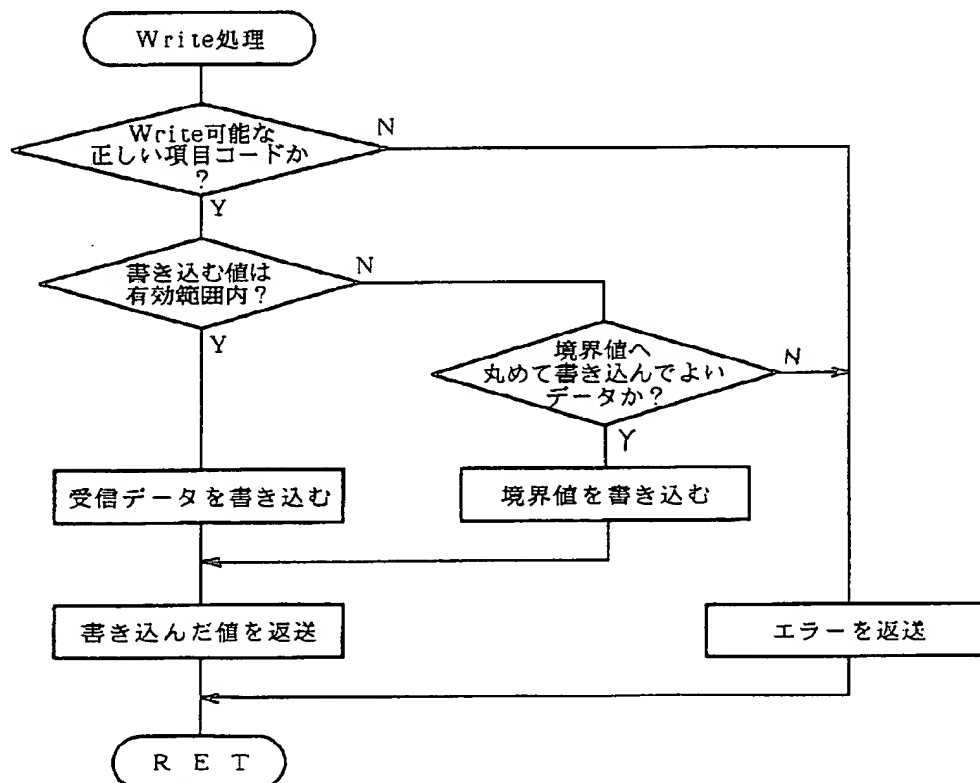 Write処理
Write可能な
正しい項目コードか
?
N
Y
書き込む値は
有効範囲内?
N
Y
境界値へ
丸めて書き込んでよい
データか?
N
Y
受信データを書き込む
境界値を書き込む
書き込んだ値を返送
エラーを返送
R E T